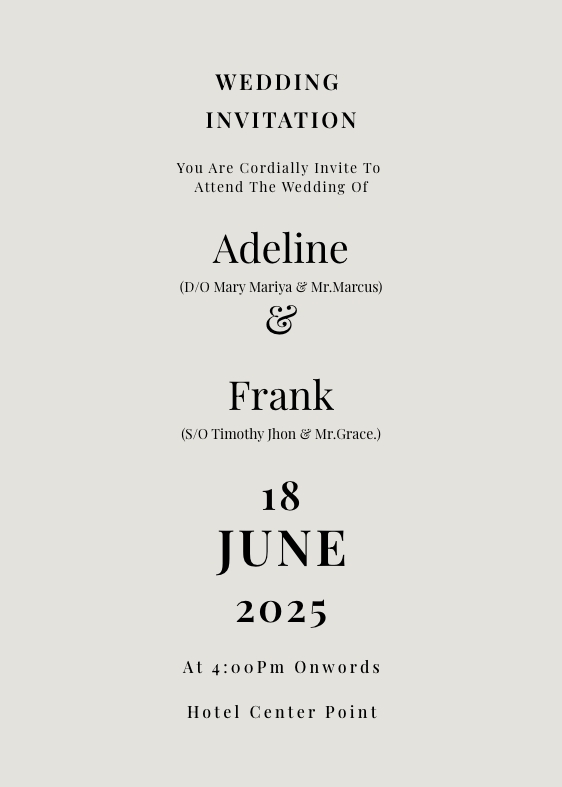 WEDDING
INVITATION
You Are Cordially Invite To
Attend The Wedding Of
Adeline
(D/O Mary Mariya & Mr.Marcus)
&
Frank
(S/O Timothy Jhon & Mr.Grace.)
18
JUNE
2025
At 4:00Pm Onwords
Hotel Center Point